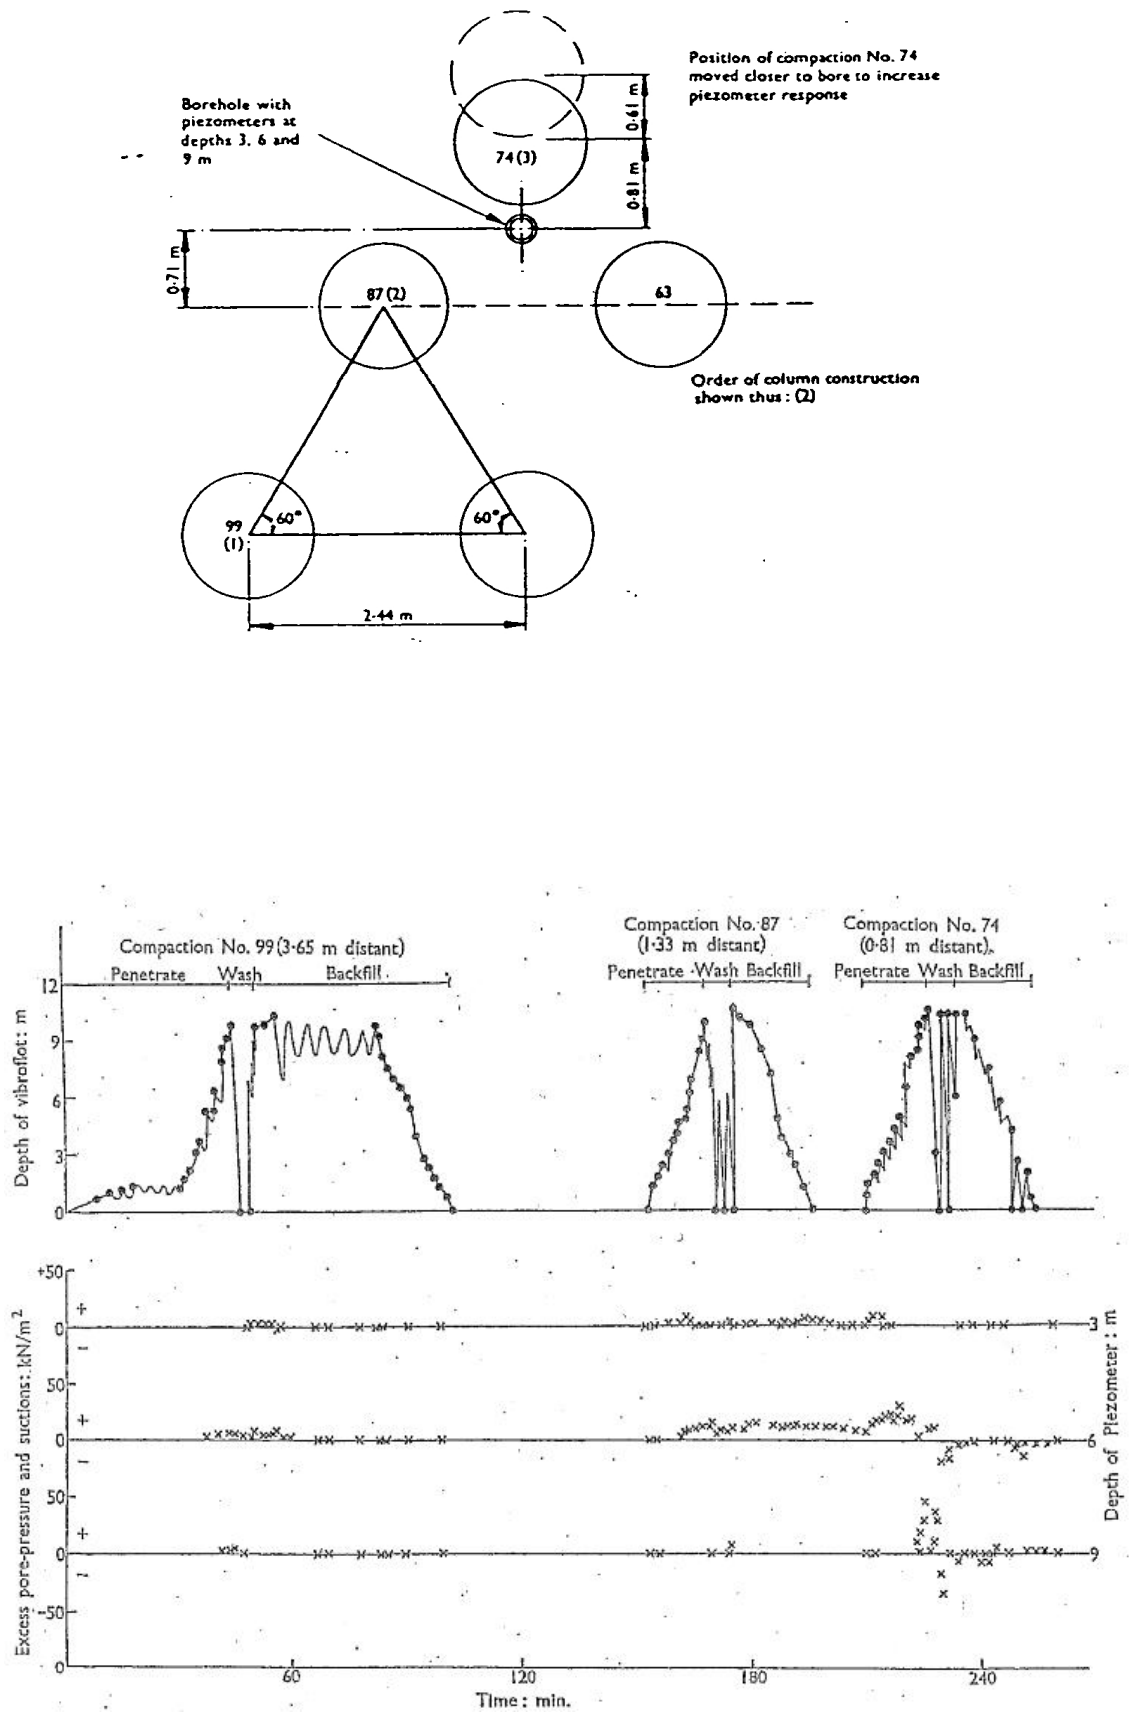 Position of compaction No. 74
moved closer to bore to increase
piezometer response
Borehole with
piezometers at
depths 3, 6 and
9 m
0·61 m
74(3)
0·81 m
0·71 m
87(2)
63
Order of column construction
shown thus: (2)
99
(1)
60°
60°
2·44 m
Compaction No. 99(3·65 m distant)
Penetrate Wash Backfill
Compaction No. 87
(1·33 m distant)
Penetrate Wash Backfill
Compaction No. 74
(0·81 m distant)
Penetrate Wash Backfill
Depth of vibroflot: m
12
9
6
3
0
Excess pore-pressure and suctions: kN/m²
+50
+
0
−
50
+
0
−
50
+
0
−
−50
0
3
6
9
Depth of Piezometer: m
60
120
180
240
Time: min.